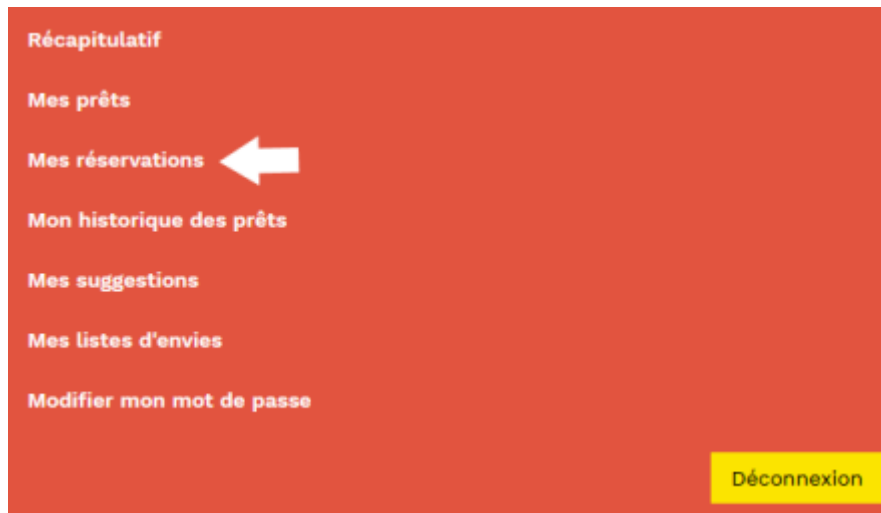 Récapitulatif
Mes prêts
Mes réservations
Mon historique des prêts
Mes suggestions
Mes listes d'envies
Modifier mon mot de passe
Déconnexion